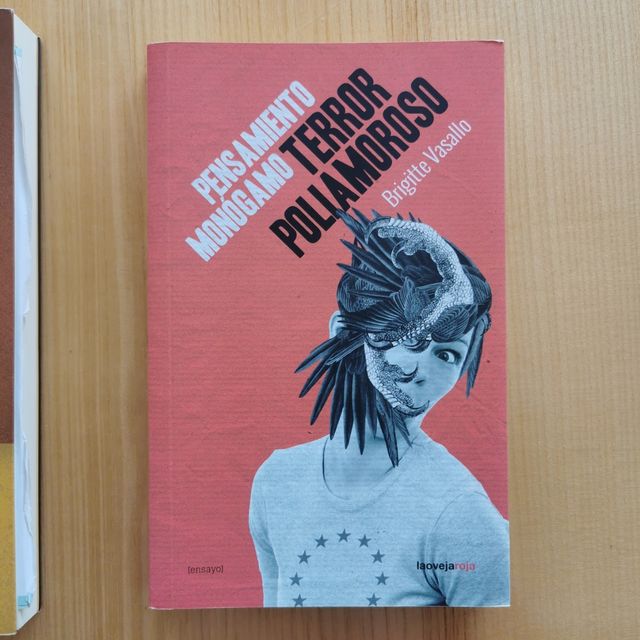 PENSAMIENTO
MONÓGAMO TERROR
POLIAMOROSO
Brigitte Vasallo
[ensayo]
laovejaroja